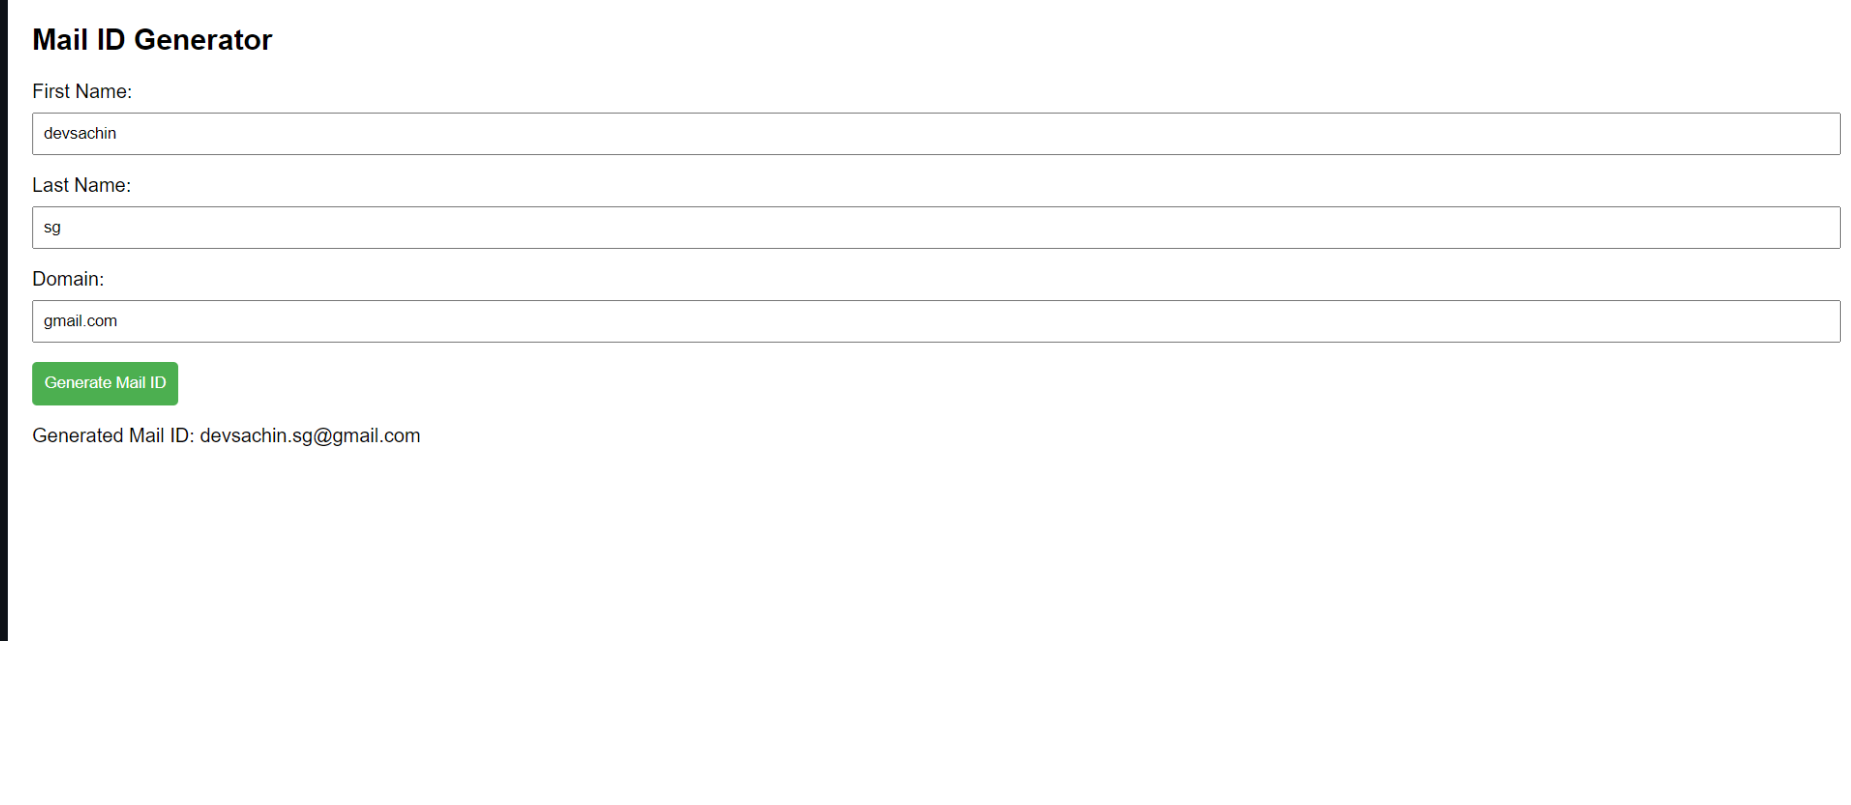 Mail ID Generator
First Name:
devsachin
Last Name:
sg
Domain:
gmail.com
Generate Mail ID
Generated Mail ID: devsachin.sg@gmail.com